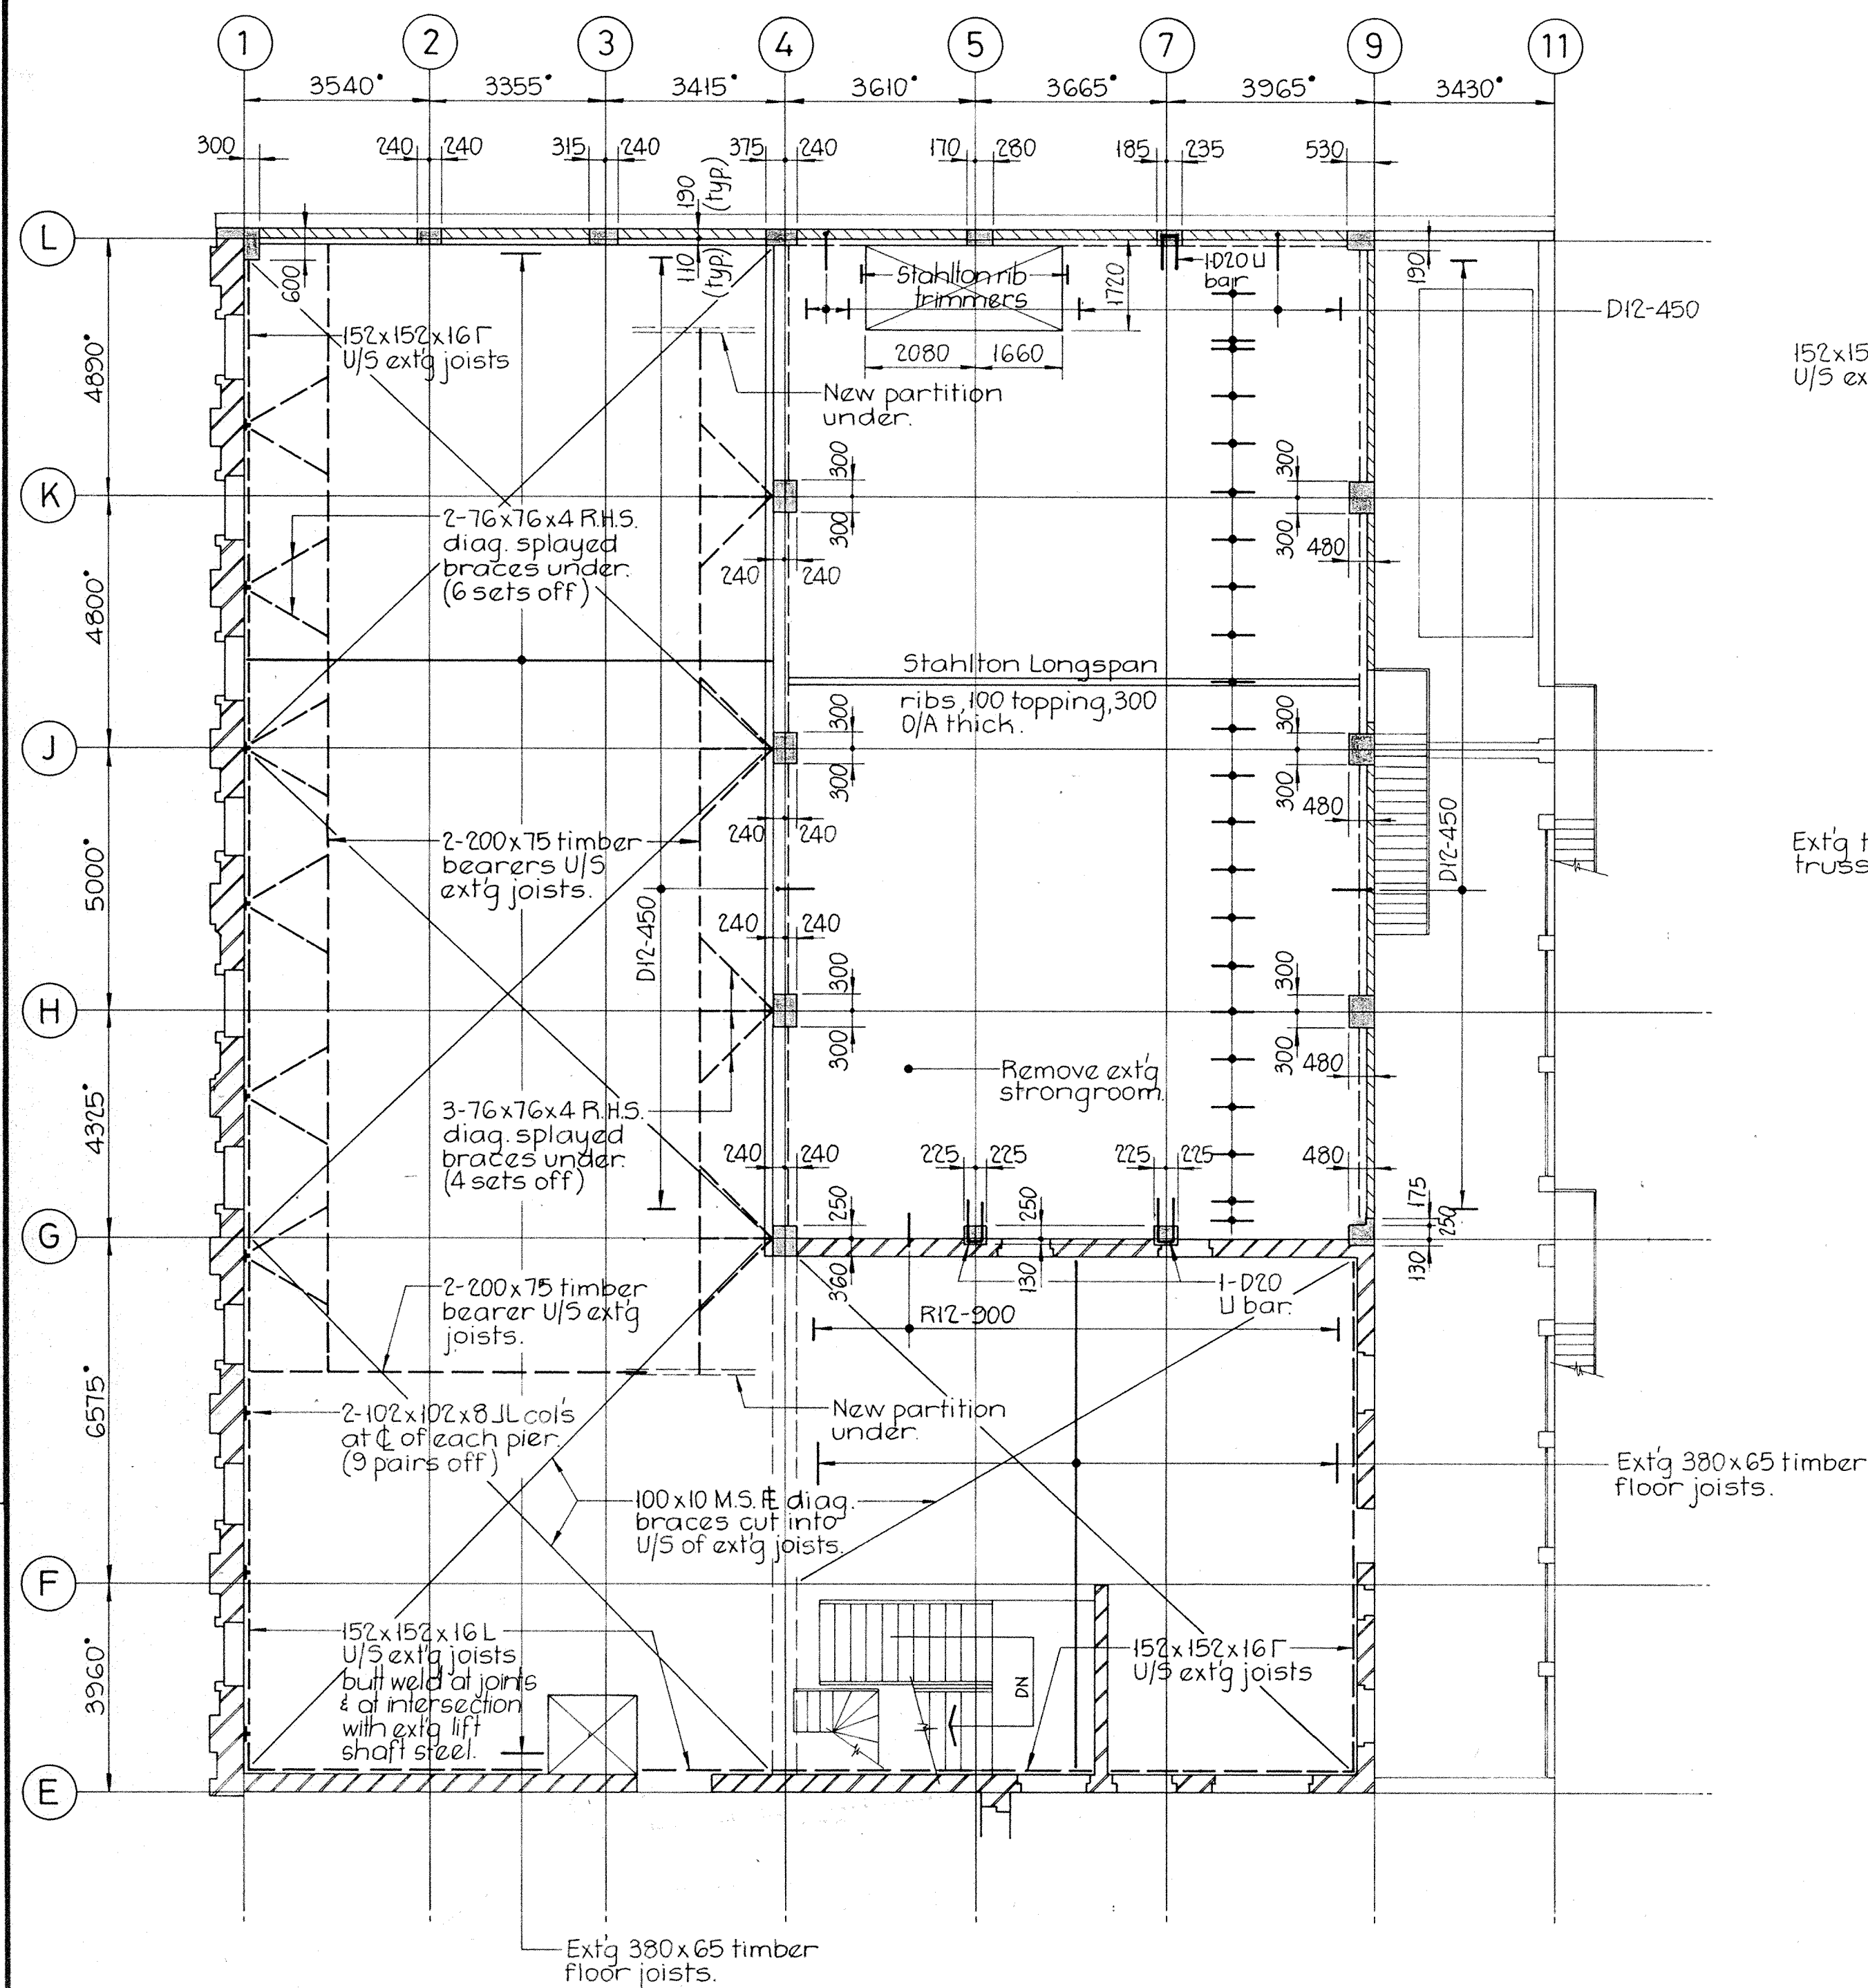 1 2 3 4 5 7 9 11
3540° 3355° 3415° 3610° 3665° 3965° 3430°
300 240 240 315 240 375 240 170 280 185 235 530
190
(typ.)
110
(typ.)
L
600
Stahlton rib
trimmers
1720
1-D20 U
bar
190
D12-450
152x152x16 Γ
U/S ext'g joists
2080 1660
152x15
U/S ex
4890°
New partition
under.
300
300
K
2-76x76x4 R.H.S.
diag. splayed
braces under.
(6 sets off)
300
300
480
240 240
4800°
Stahlton Longspan
ribs, 100 topping, 300
O/A thick.
300
300
J
300
300
480
240 240
2-200x75 timber
bearers U/S
ext'g joists.
D12-450
Ext'g t
truss
5000°
D12-450
240 240
300
300
H
300
300
480
Remove ext'g
strongroom.
4325°
3-76x76x4 R.H.S.
diag. splayed
braces under.
(4 sets off)
240 240
225 225
225 225
480
175
250
130
250
360
250
130
G
2-200x75 timber
bearer U/S ext'g
joists.
1-D20
U bar.
R12-900
6575°
2-102x102x8 ⅃L col's
at ℄ of each pier.
(9 pairs off)
New partition
under.
Ext'g 380x65 timber
floor joists.
100x10 M.S. ⅊ diag.
braces cut into
U/S of ext'g joists.
F
152x152x16 L
U/S ext'g joists
butt weld at joints
& at intersection
with ext'g lift
shaft steel.
152x152x16 Γ
U/S ext'g joists
DN
3960°
E
Ext'g 380x65 timber
floor joists.